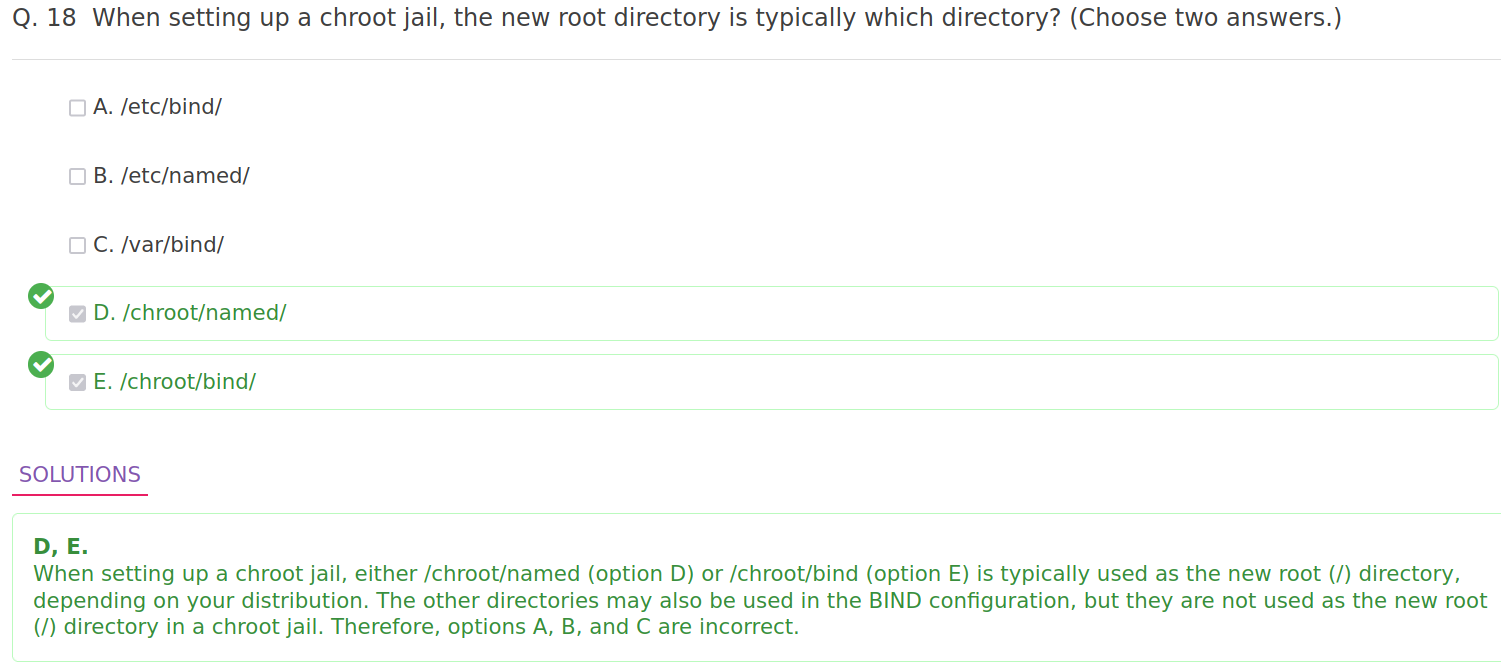 Q. 18 When setting up a chroot jail, the new root directory is typically which directory? (Choose two answers.)
A. /etc/bind/
B. /etc/named/
C. /var/bind/
D. /chroot/named/
E. /chroot/bind/
SOLUTIONS
D, E.
When setting up a chroot jail, either /chroot/named (option D) or /chroot/bind (option E) is typically used as the new root (/) directory,
depending on your distribution. The other directories may also be used in the BIND configuration, but they are not used as the new root
(/) directory in a chroot jail. Therefore, options A, B, and C are incorrect.